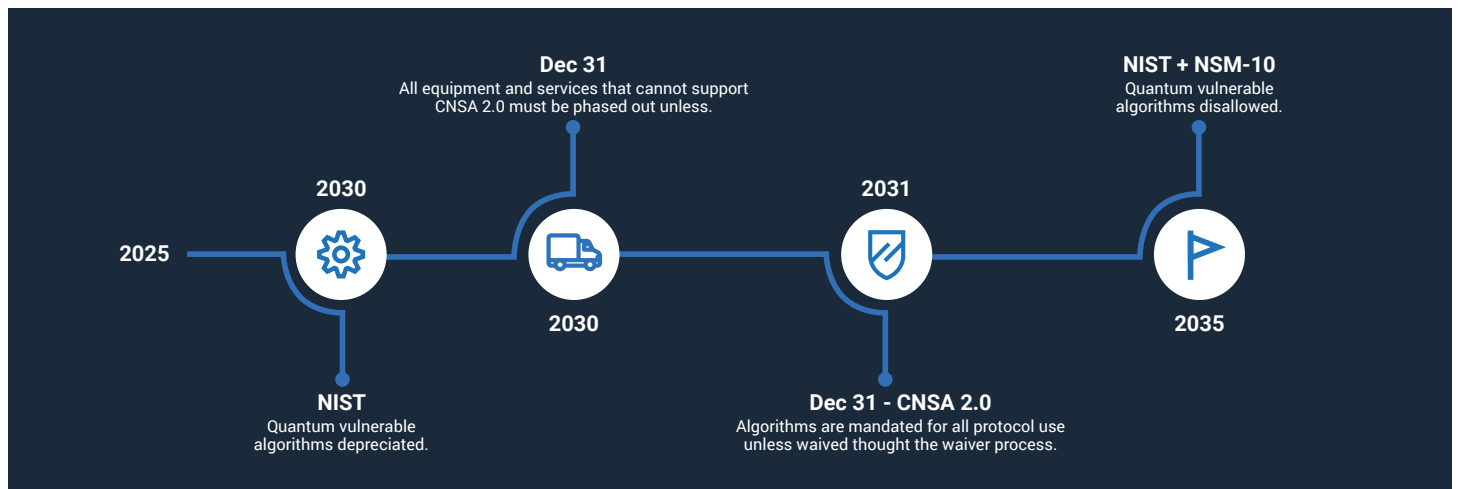 2025
2030
NIST
Quantum vulnerable
algorithms depreciated.
Dec 31
All equipment and services that cannot support
CNSA 2.0 must be phased out unless.
2030
2031
Dec 31 - CNSA 2.0
Algorithms are mandated for all protocol use
unless waived thought the waiver process.
NIST + NSM-10
Quantum vulnerable
algorithms disallowed.
2035